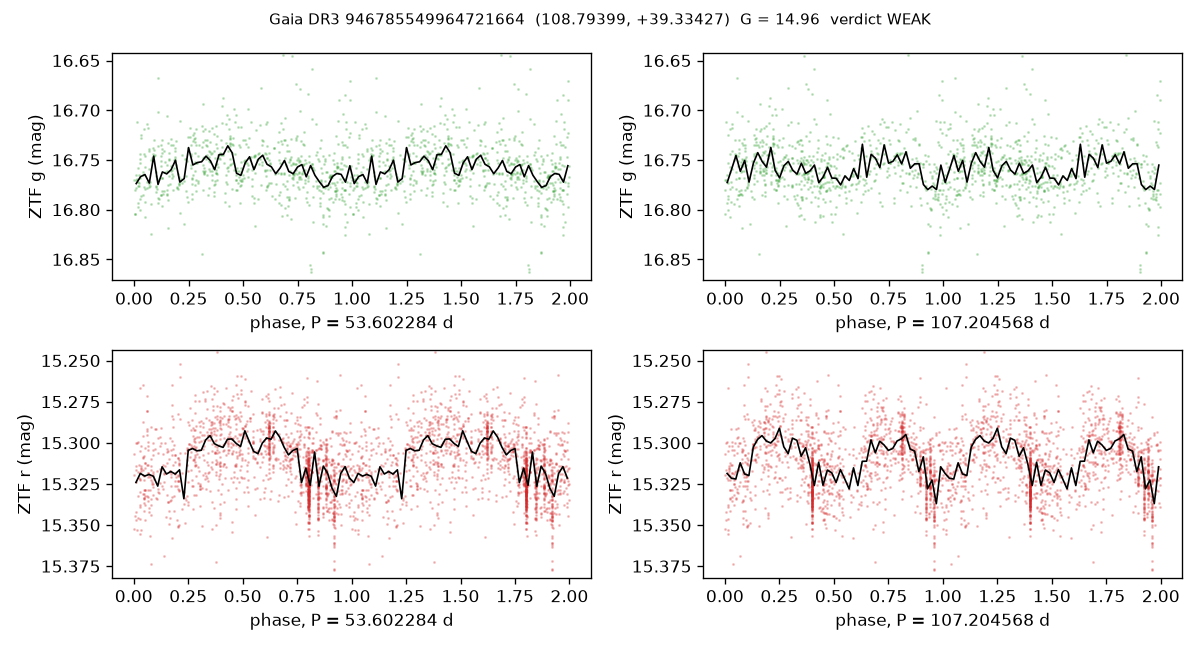 Gaia DR3 946785549964721664 (108.79399, +39.33427) G = 14.96 verdict WEAK
16.65
16.70
16.75
16.80
16.85
ZTF g (mag)
0.00 0.25 0.50 0.75 1.00 1.25 1.50 1.75 2.00
phase, P = 53.602284 d
16.65
16.70
16.75
16.80
16.85
ZTF g (mag)
0.00 0.25 0.50 0.75 1.00 1.25 1.50 1.75 2.00
phase, P = 107.204568 d
15.250
15.275
15.300
15.325
15.350
15.375
ZTF r (mag)
0.00 0.25 0.50 0.75 1.00 1.25 1.50 1.75 2.00
phase, P = 53.602284 d
15.250
15.275
15.300
15.325
15.350
15.375
ZTF r (mag)
0.00 0.25 0.50 0.75 1.00 1.25 1.50 1.75 2.00
phase, P = 107.204568 d